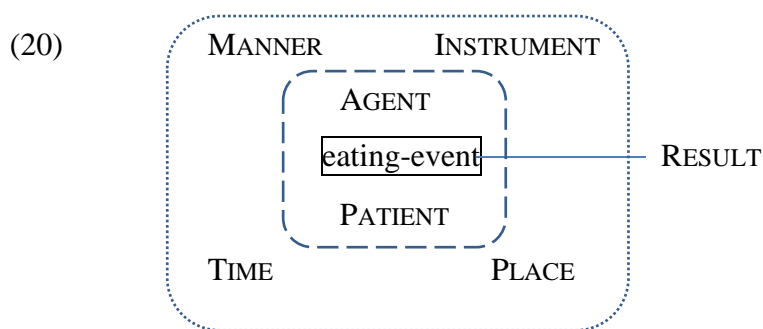 (20) MANNER INSTRUMENT
AGENT
eating-event RESULT
PATIENT
TIME PLACE